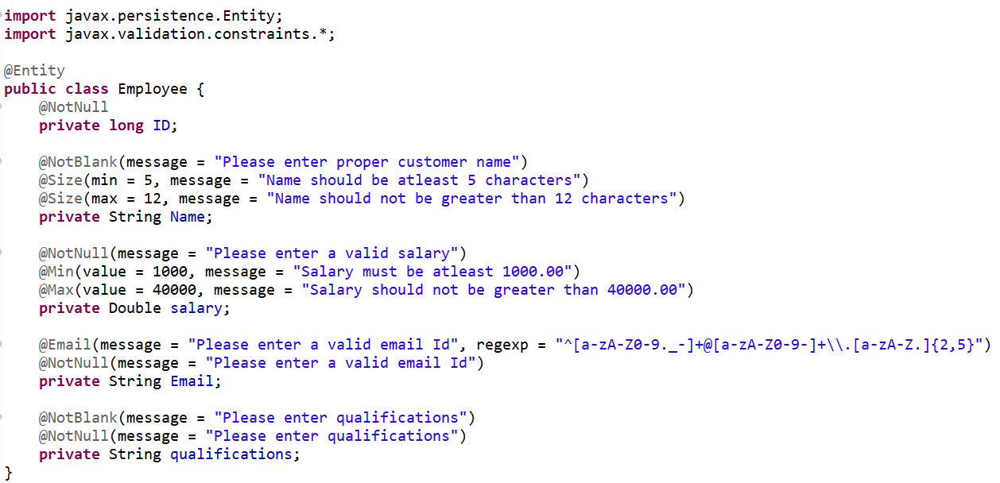 import javax.persistence.Entity;
import javax.validation.constraints.*;

@Entity
public class Employee {
    @NotNull
    private long ID;

    @NotBlank(message = "Please enter proper customer name")
    @Size(min = 5, message = "Name should be atleast 5 characters")
    @Size(max = 12, message = "Name should not be greater than 12 characters")
    private String Name;

    @NotNull(message = "Please enter a valid salary")
    @Min(value = 1000, message = "Salary must be atleast 1000.00")
    @Max(value = 40000, message = "Salary should not be greater than 40000.00")
    private Double salary;

    @Email(message = "Please enter a valid email Id", regexp = "^[a-zA-Z0-9._-]+@[a-zA-Z0-9-]+\\.[a-zA-Z.]{2,5}")
    @NotNull(message = "Please enter a valid email Id")
    private String Email;

    @NotBlank(message = "Please enter qualifications")
    @NotNull(message = "Please enter qualifications")
    private String qualifications;
}